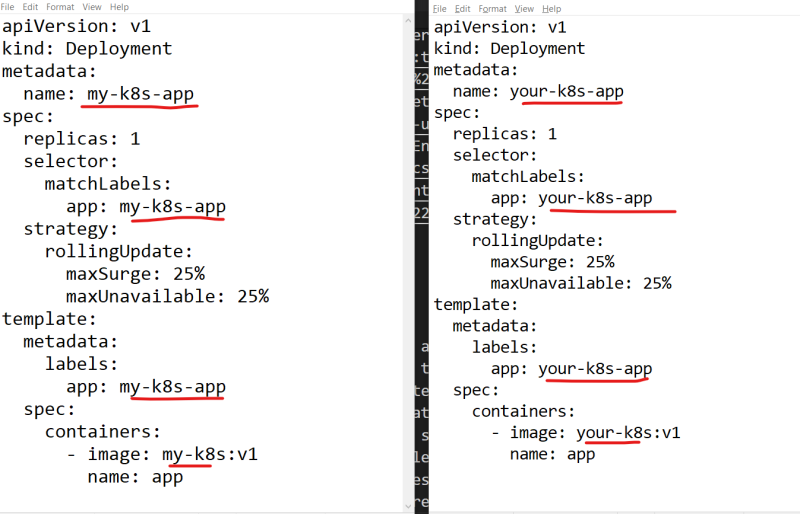 File Edit Format View Help
apiVersion: v1
kind: Deployment
metadata:
  name: my-k8s-app
spec:
  replicas: 1
  selector:
    matchLabels:
      app: my-k8s-app
  strategy:
    rollingUpdate:
      maxSurge: 25%
      maxUnavailable: 25%
template:
  metadata:
    labels:
      app: my-k8s-app
  spec:
    containers:
      - image: my-k8s:v1
        name: app
File Edit Format View Help
apiVersion: v1
kind: Deployment
metadata:
  name: your-k8s-app
spec:
  replicas: 1
  selector:
    matchLabels:
      app: your-k8s-app
  strategy:
    rollingUpdate:
      maxSurge: 25%
      maxUnavailable: 25%
template:
  metadata:
    labels:
      app: your-k8s-app
  spec:
    containers:
      - image: your-k8s:v1
        name: app